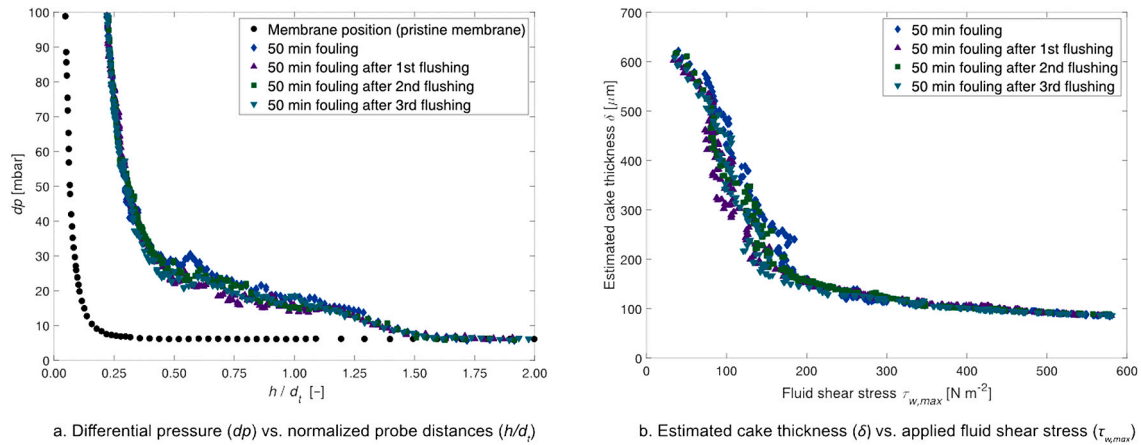 100
90
80
70
60
50
40
30
20
10
0
dp [mbar]
0.00 0.25 0.50 0.75 1.00 1.25 1.50 1.75 2.00
h / dt [–]
Membrane position (pristine membrane)
50 min fouling
50 min fouling after 1st flushing
50 min fouling after 2nd flushing
50 min fouling after 3rd flushing
a. Differential pressure (dp) vs. normalized probe distances (h/dt)
700
600
500
400
300
200
100
0
Estimated cake thickness δ [μm]
0 100 200 300 400 500 600
Fluid shear stress τw,max [N m-2]
50 min fouling
50 min fouling after 1st flushing
50 min fouling after 2nd flushing
50 min fouling after 3rd flushing
b. Estimated cake thickness (δ) vs. applied fluid shear stress (τw,max)